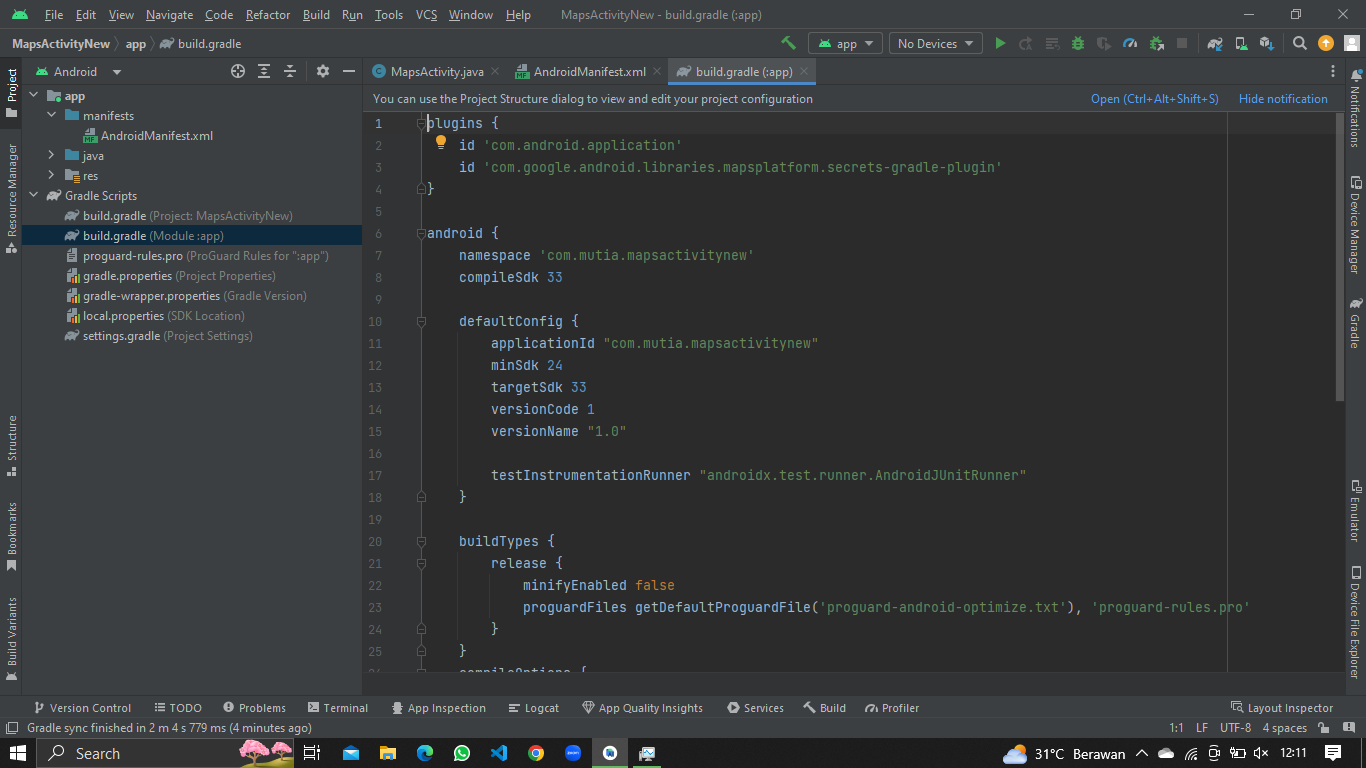 File Edit View Navigate Code Refactor Build Run Tools VCS Window Help MapsActivityNew - build.gradle (:app)
MapsActivityNew app build.gradle
app No Devices
Project
Resource Manager
Structure
Bookmarks
Build Variants
Android
app
manifests
AndroidManifest.xml
java
res
Gradle Scripts
build.gradle (Project: MapsActivityNew)
build.gradle (Module :app)
proguard-rules.pro (ProGuard Rules for ":app")
gradle.properties (Project Properties)
gradle-wrapper.properties (Gradle Version)
local.properties (SDK Location)
settings.gradle (Project Settings)
MapsActivity.java AndroidManifest.xml build.gradle (:app)
You can use the Project Structure dialog to view and edit your project configuration Open (Ctrl+Alt+Shift+S) Hide notification
1 plugins {
2 id 'com.android.application'
3 id 'com.google.android.libraries.mapsplatform.secrets-gradle-plugin'
4 }
5
6 android {
7 namespace 'com.mutia.mapsactivitynew'
8 compileSdk 33
9
10 defaultConfig {
11 applicationId "com.mutia.mapsactivitynew"
12 minSdk 24
13 targetSdk 33
14 versionCode 1
15 versionName "1.0"
16
17 testInstrumentationRunner "androidx.test.runner.AndroidJUnitRunner"
18 }
19
20 buildTypes {
21 release {
22 minifyEnabled false
23 proguardFiles getDefaultProguardFile('proguard-android-optimize.txt'), 'proguard-rules.pro'
24 }
25 }
26 compileOptions {
Notifications
Device Manager
Gradle
Emulator
Device File Explorer
Version Control TODO Problems Terminal App Inspection Logcat App Quality Insights Services Build Profiler Layout Inspector
Gradle sync finished in 2 m 4 s 779 ms (4 minutes ago) 1:1 LF UTF-8 4 spaces
Search 31°C Berawan 12:11